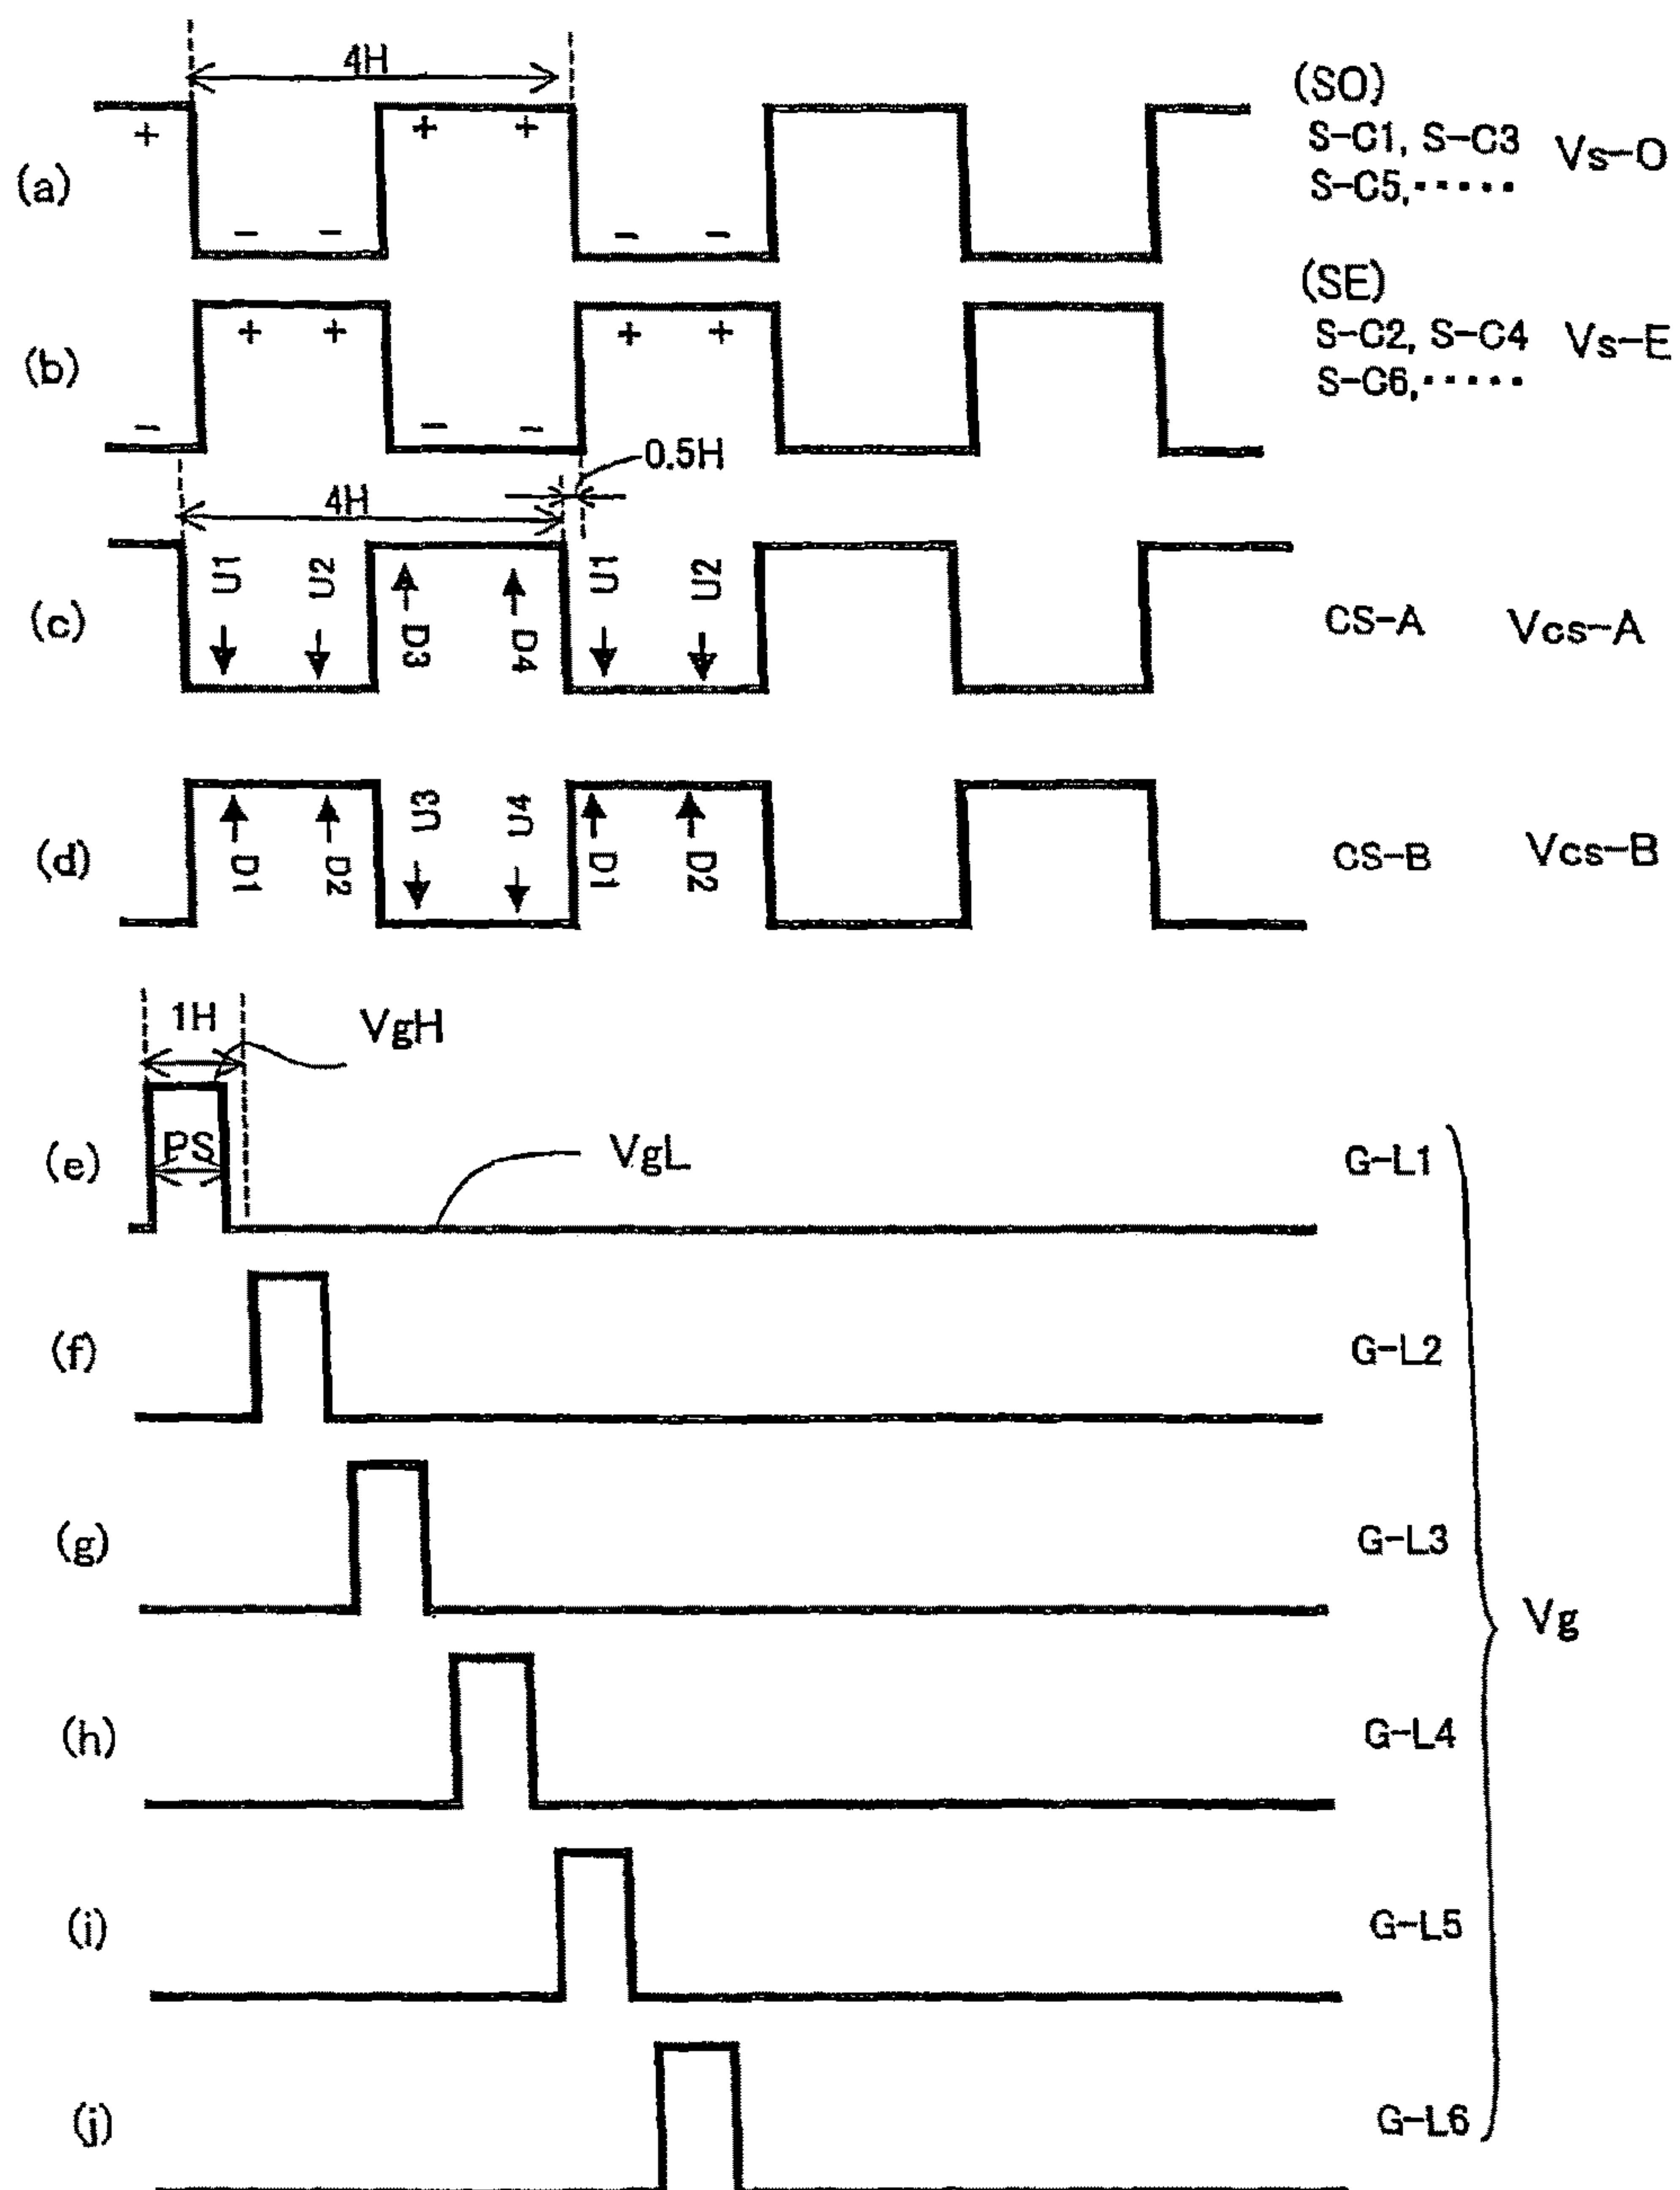 4H
(a)
+
-
-
+
+
-
-
(SO)
S-C1, S-C3
S-C5,·····
Vs-O
(b)
-
+
+
-
-
+
+
(SE)
S-C2, S-C4
S-C6,·····
Vs-E
0.5H
4H
(c)
U1
U2
D3
D4
U1
U2
CS-A
Vcs-A
(d)
D1
D2
U3
U4
D1
D2
CS-B
Vcs-B
1H
VgH
(e)
PS
VgL
G-L1
(f)
G-L2
(g)
G-L3
(h)
G-L4
(i)
G-L5
(j)
G-L6
Vg